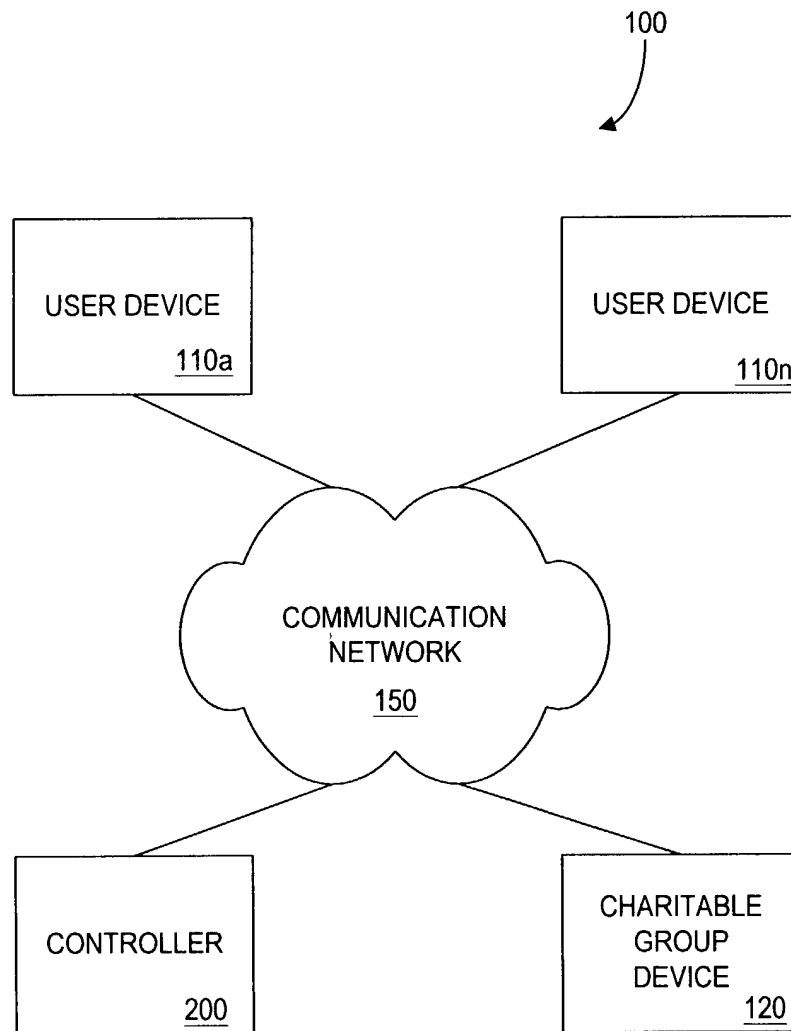 100
USER DEVICE
110a
USER DEVICE
110n
COMMUNICATION
NETWORK
150
CONTROLLER
200
CHARITABLE
GROUP
DEVICE
120